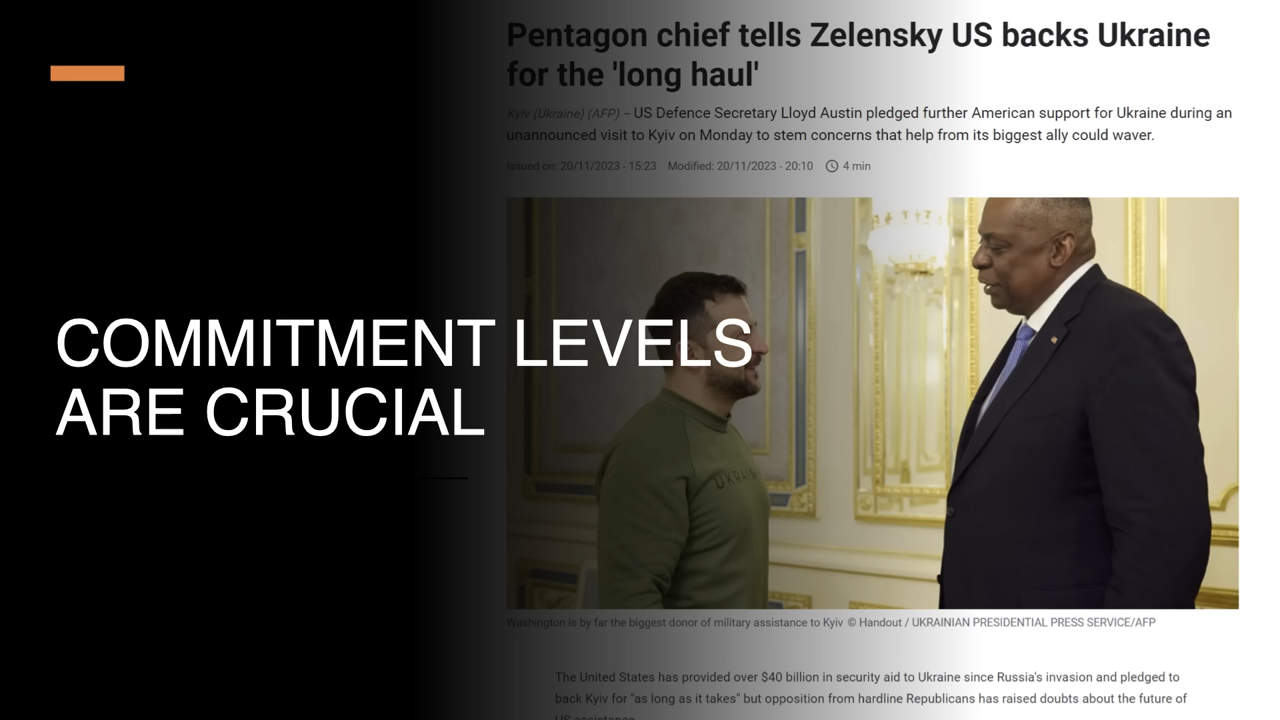 Pentagon chief tells Zelensky US backs Ukraine
for the 'long haul'
Kyiv (Ukraine) (AFP) – US Defence Secretary Lloyd Austin pledged further American support for Ukraine during an
unannounced visit to Kyiv on Monday to stem concerns that help from its biggest ally could waver.
Issued on: 20/11/2023 - 15:23 Modified: 20/11/2023 - 20:10 4 min
COMMITMENT LEVELS
ARE CRUCIAL
UKRAIN
Washington is by far the biggest donor of military assistance to Kyiv © Handout / UKRAINIAN PRESIDENTIAL PRESS SERVICE/AFP
The United States has provided over $40 billion in security aid to Ukraine since Russia's invasion and pledged to
back Kyiv for "as long as it takes" but opposition from hardline Republicans has raised doubts about the future of
US assistance.